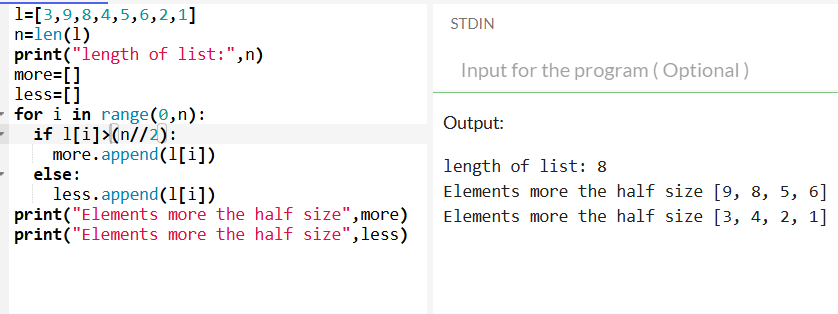 l=[3,9,8,4,5,6,2,1]
n=len(l)
print("length of list:",n)
more=[]
less=[]
for i in range(0,n):
  if l[i]>(n//2):
    more.append(l[i])
  else:
    less.append(l[i])
print("Elements more the half size",more)
print("Elements more the half size",less)
STDIN
Input for the program ( Optional )
Output:
length of list: 8
Elements more the half size [9, 8, 5, 6]
Elements more the half size [3, 4, 2, 1]